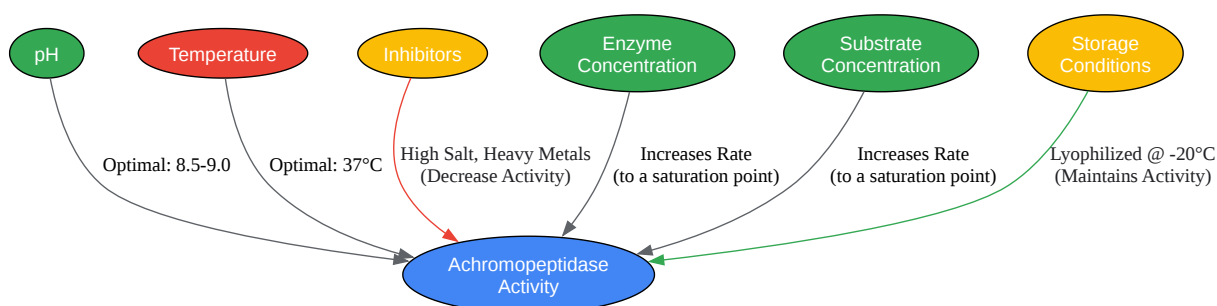 pH
Temperature
Inhibitors
Enzyme
Concentration
Substrate
Concentration
Storage
Conditions
Optimal: 8.5-9.0
Optimal: 37°C
High Salt, Heavy Metals
(Decrease Activity)
Increases Rate
(to a saturation point)
Increases Rate
(to a saturation point)
Lyophilized @ -20°C
(Maintains Activity)
Achromopeptidase
Activity